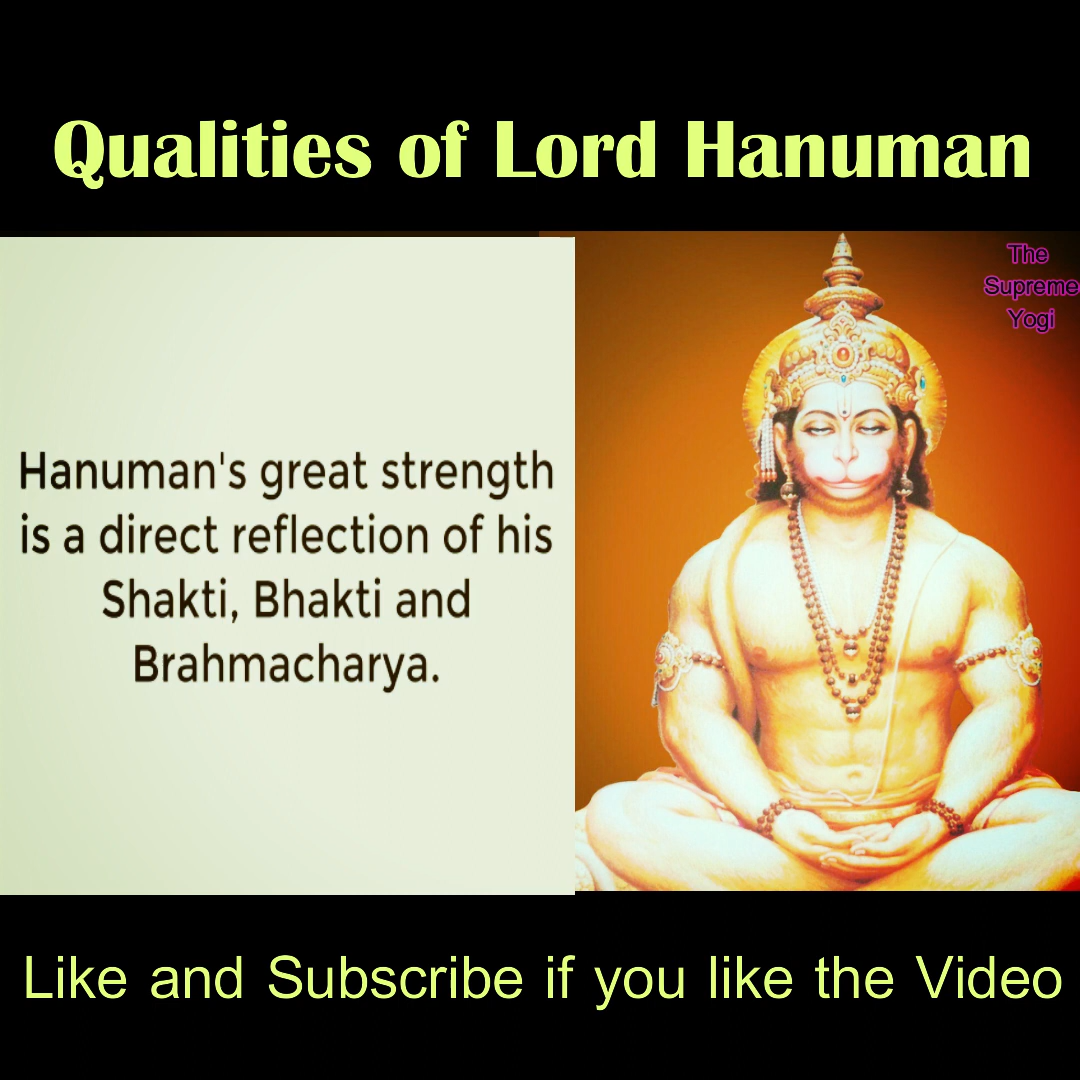 Qualities of Lord Hanuman
The
Supreme
Yogi
Hanuman's great strength
is a direct reflection of his
Shakti, Bhakti and
Brahmacharya.
Like and Subscribe if you like the Video